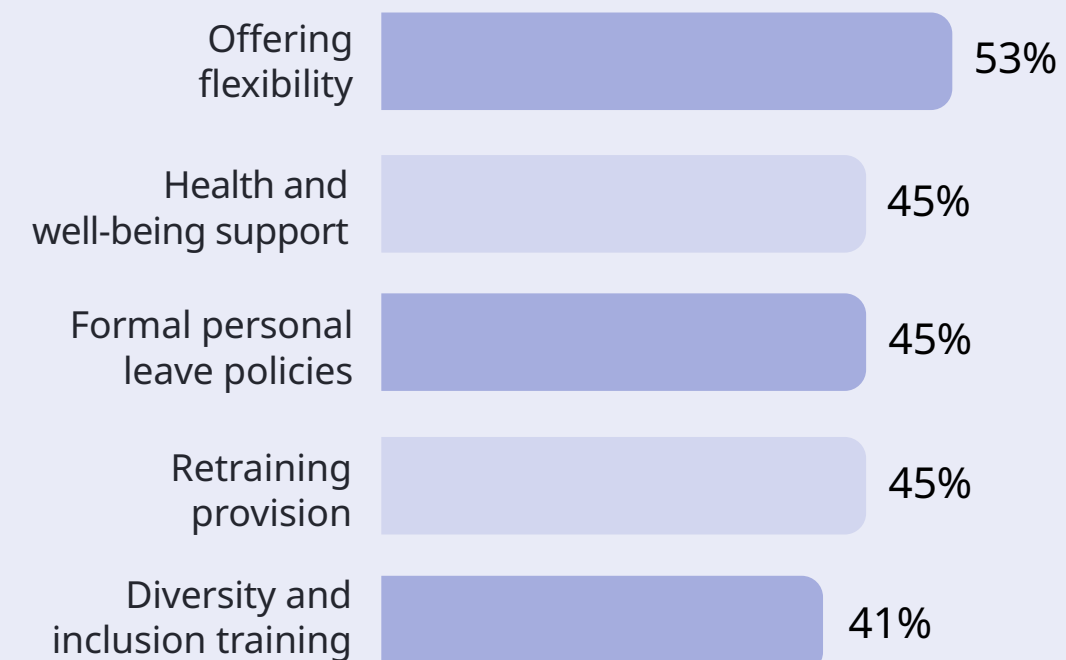 Offering
flexibility
53%
Health and
well-being support
45%
Formal personal
leave policies
45%
Retraining
provision
45%
Diversity and
inclusion training
41%